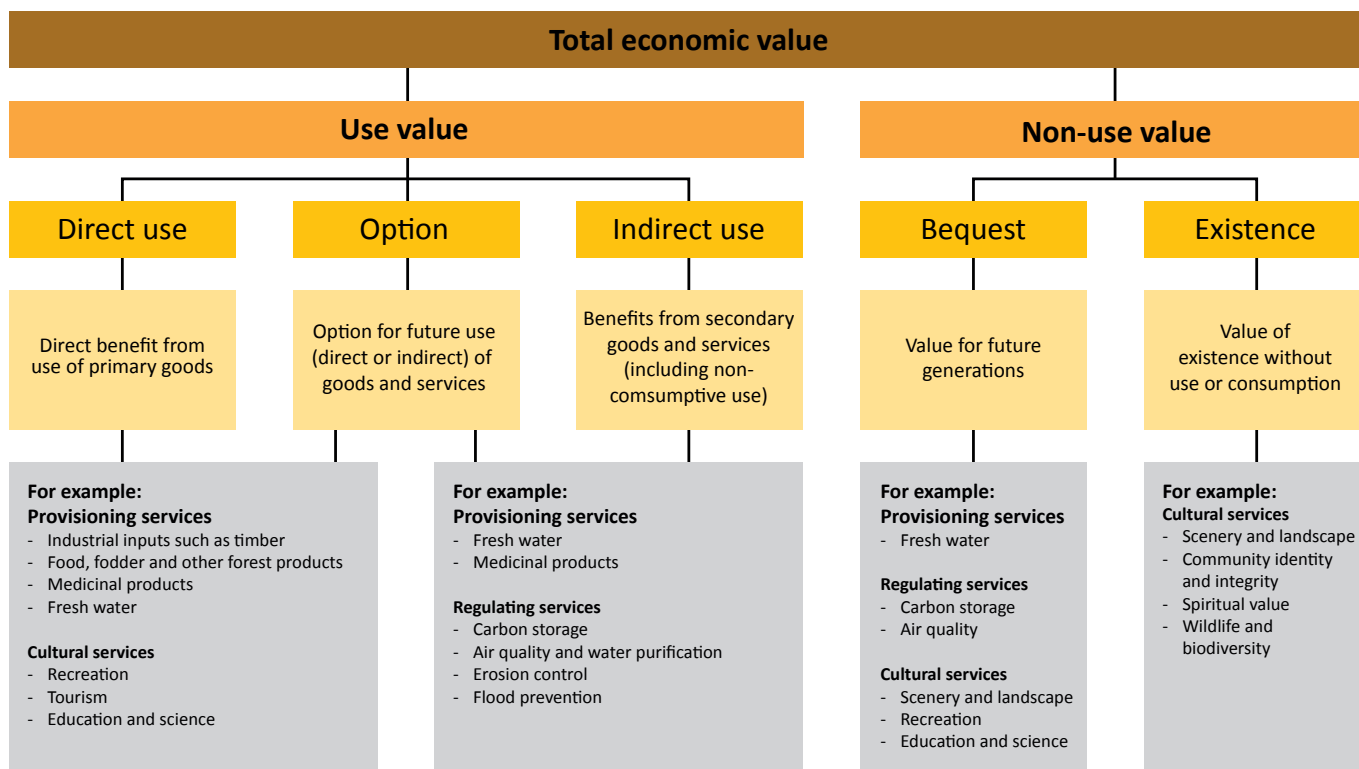 Total economic value
Use value
Non-use value
Direct use
Option
Indirect use
Bequest
Existence
Direct benefit from
use of primary goods
Option for future use
(direct or indirect) of
goods and services
Benefits from secondary
goods and services
(including non-
comsumptive use)
Value for future
generations
Value of
existence without
use or consumption
For example:
Provisioning services
- Industrial inputs such as timber
- Food, fodder and other forest products
- Medicinal products
- Fresh water
Cultural services
- Recreation
- Tourism
- Education and science
For example:
Provisioning services
- Fresh water
- Medicinal products
Regulating services
- Carbon storage
- Air quality and water purification
- Erosion control
- Flood prevention
For example:
Provisioning services
- Fresh water
Regulating services
- Carbon storage
- Air quality
Cultural services
- Scenery and landscape
- Recreation
- Education and science
For example:
Cultural services
- Scenery and landscape
- Community identity
and integrity
- Spiritual value
- Wildlife and
biodiversity